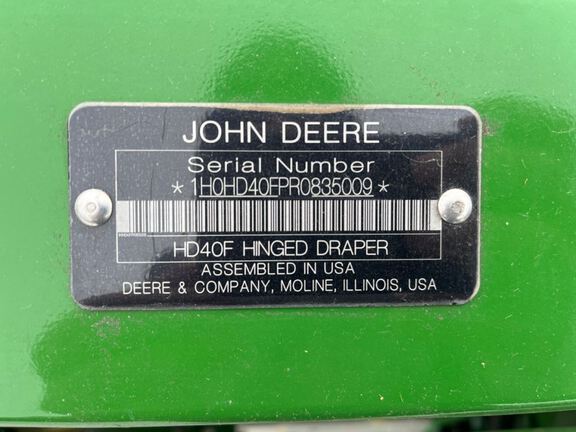 JOHN DEERE
Serial Number
*1H0HD40FPR0835009*
HD40F HINGED DRAPER
ASSEMBLED IN USA
DEERE & COMPANY, MOLINE, ILLINOIS, USA